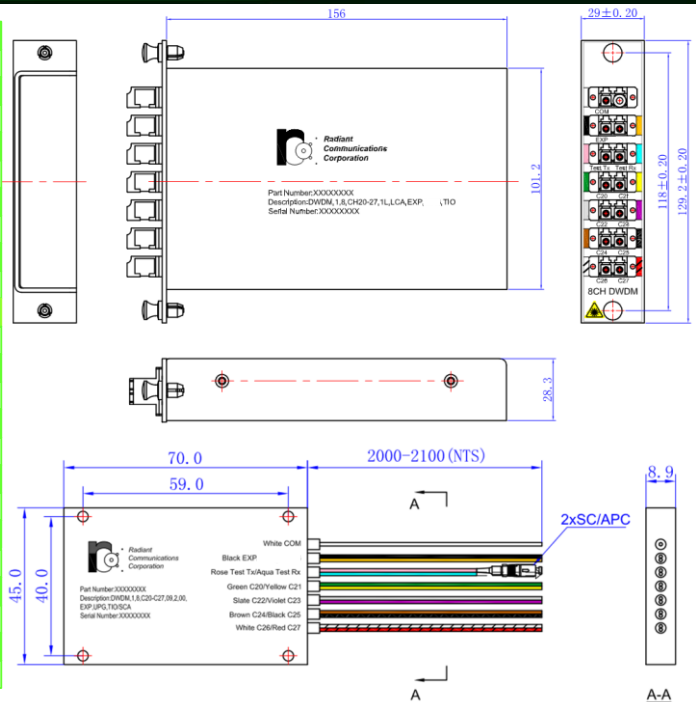 156
29±0.20
Radiant
Communications
Corporation
Part Number:XXXXXXXX
Description:DWDM,1,8,CH20-27,1L,LCA,EXP, \TIO
Serial Number:XXXXXXXX
101.2
COM
EXP
Test Tx Test Rx
C20 C21
C22 C23
C24 C25
C26 C27
8CH DWDM
118±0.20
129.2±0.20
28.3
70.0
2000-2100(NTS)
8.9
59.0
A
2xSC/APC
45.0
40.0
Radiant
Communications
Corporation
Part Number:XXXXXXXX
Description:DWDM,1,8,C20-C27,09,2,00,
EXP,UPG,TIO/SCA
Serial Number:XXXXXXXX
White COM
Black EXP
Rose Test Tx/Aqua Test Rx
Green C20/Yellow C21
Slate C22/Violet C23
Brown C24/Black C25
White C26/Red C27
A
A-A